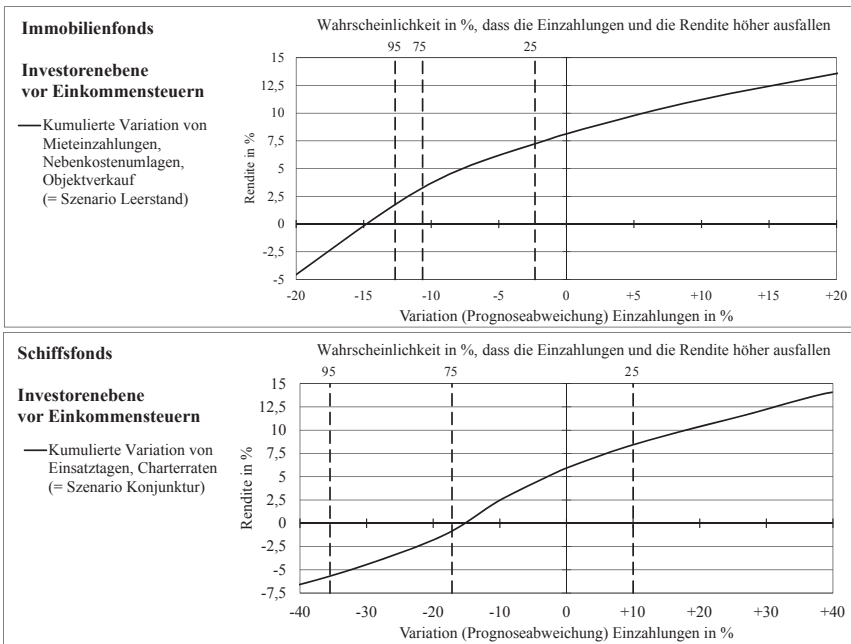 Immobilienfonds
Investorenebene
vor Einkommensteuern
Kumulierte Variation von
Mieteinzahlungen,
Nebenkostenumlagen,
Objektverkauf
(= Szenario Leerstand)
Wahrscheinlichkeit in %, dass die Einzahlungen und die Rendite höher ausfallen
95 75 25
Rendite in %
15
12,5
10
7,5
5
2,5
0
-2,5
-5
-20 -15 -10 -5 0 +5 +10 +15 +20
Variation (Prognoseabweichung) Einzahlungen in %
Schiffsfonds
Investorenebene
vor Einkommensteuern
Kumulierte Variation von
Einsatztagen, Charterraten
(= Szenario Konjunktur)
Wahrscheinlichkeit in %, dass die Einzahlungen und die Rendite höher ausfallen
95 75 25
Rendite in %
15
12,5
10
7,5
5
2,5
0
-2,5
-5
-7,5
-40 -30 -20 -10 0 +10 +20 +30 +40
Variation (Prognoseabweichung) Einzahlungen in %